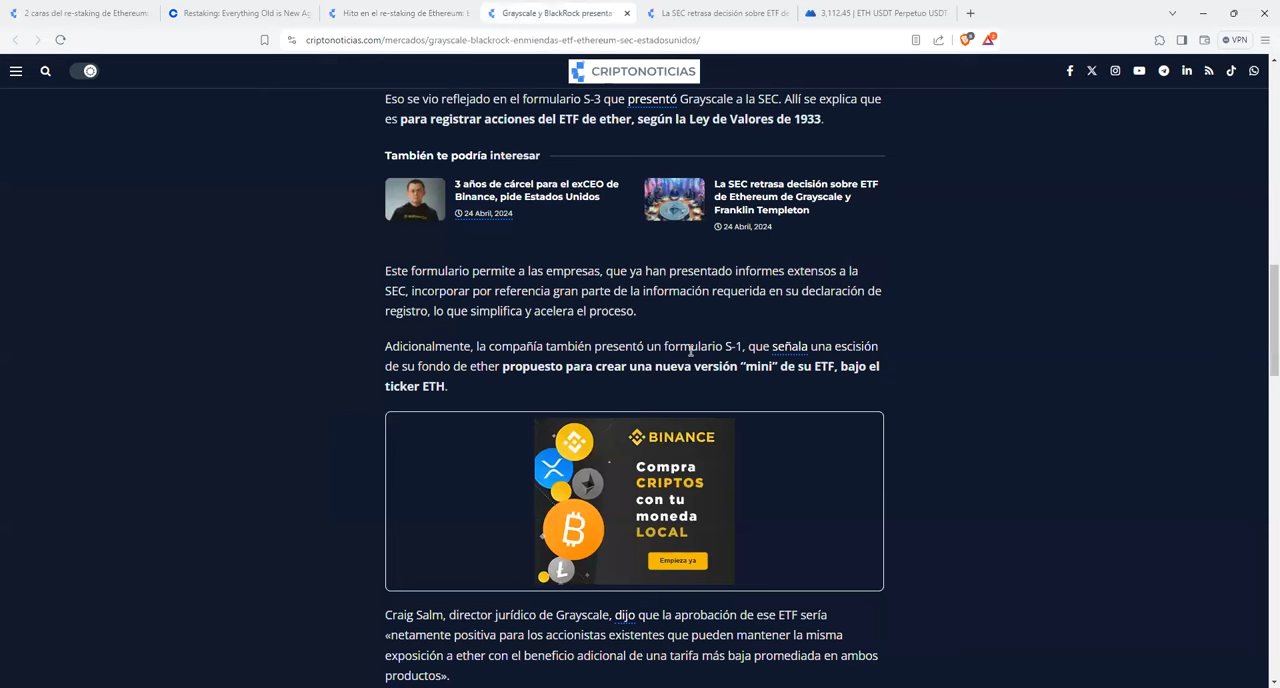 2 caras del re-staking de Ethereum:
Restaking: Everything Old is New Ag
Hito en el re-staking de Ethereum: E
Grayscale y BlackRock presenta
La SEC retrasa decisión sobre ETF de
3,112.45 | ETH USDT Perpetuo USDT
criptonoticias.com/mercados/grayscale-blackrock-enmiendas-etf-ethereum-sec-estadosunidos/
VPN
CRIPTONOTICIAS
Eso se vio reflejado en el formulario S-3 que presentó Grayscale a la SEC. Allí se explica que
es para registrar acciones del ETF de ether, según la Ley de Valores de 1933.
También te podría interesar
3 años de cárcel para el exCEO de
Binance, pide Estados Unidos
24 Abril, 2024
La SEC retrasa decisión sobre ETF
de Ethereum de Grayscale y
Franklin Templeton
24 Abril, 2024
Este formulario permite a las empresas, que ya han presentado informes extensos a la
SEC, incorporar por referencia gran parte de la información requerida en su declaración de
registro, lo que simplifica y acelera el proceso.
Adicionalmente, la compañía también presentó un formulario S-1, que señala una escisión
de su fondo de ether propuesto para crear una nueva versión “mini” de su ETF, bajo el
ticker ETH.
BINANCE
Compra
CRIPTOS
con tu
moneda
LOCAL
Empieza ya
Craig Salm, director jurídico de Grayscale, dijo que la aprobación de ese ETF sería
«netamente positiva para los accionistas existentes que pueden mantener la misma
exposición a ether con el beneficio adicional de una tarifa más baja promediada en ambos
productos».